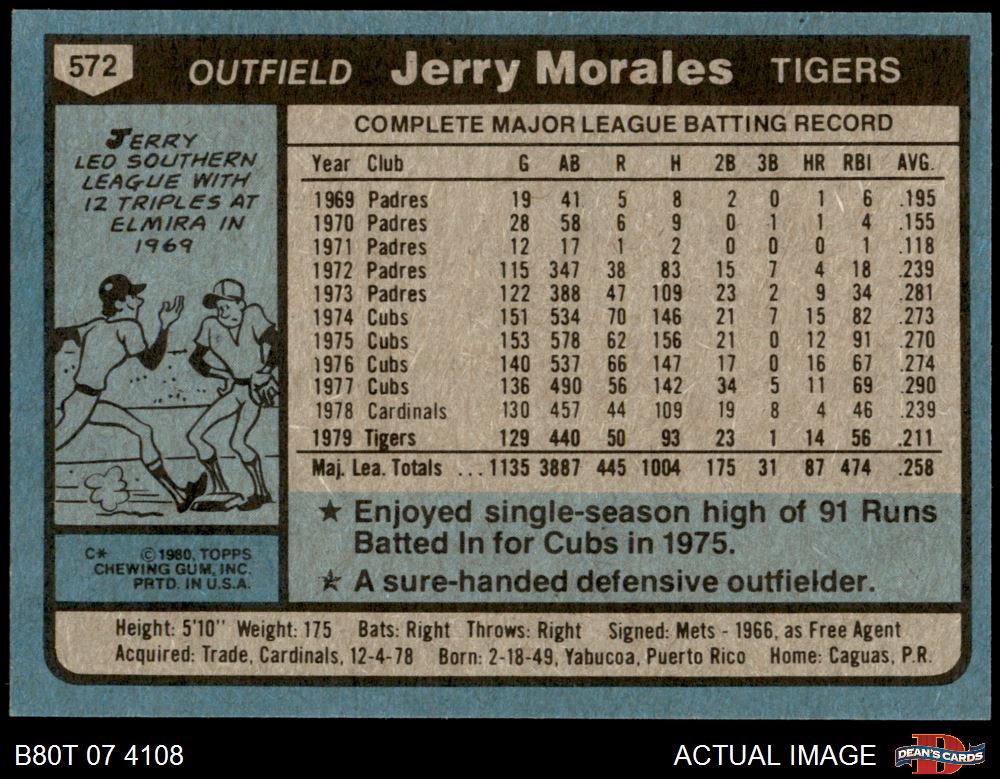 572 OUTFIELD Jerry Morales TIGERS
JERRY
LED SOUTHERN
LEAGUE WITH
12 TRIPLES AT
ELMIRA IN
1969
C* © 1980, TOPPS
CHEWING GUM, INC.
PRTD. IN U.S.A.
COMPLETE MAJOR LEAGUE BATTING RECORD
Year Club G AB R H 2B 3B HR RBI AVG.
1969 Padres 19 41 5 8 2 0 1 6 .195
1970 Padres 28 58 6 9 0 1 1 4 .155
1971 Padres 12 17 1 2 0 0 0 1 .118
1972 Padres 115 347 38 83 15 7 4 18 .239
1973 Padres 122 388 47 109 23 2 9 34 .281
1974 Cubs 151 534 70 146 21 7 15 82 .273
1975 Cubs 153 578 62 156 21 0 12 91 .270
1976 Cubs 140 537 66 147 17 0 16 67 .274
1977 Cubs 136 490 56 142 34 5 11 69 .290
1978 Cardinals 130 457 44 109 19 8 4 46 .239
1979 Tigers 129 440 50 93 23 1 14 56 .211
Maj. Lea. Totals ... 1135 3887 445 1004 175 31 87 474 .258
★ Enjoyed single-season high of 91 Runs
Batted In for Cubs in 1975.
★ A sure-handed defensive outfielder.
Height: 5'10" Weight: 175 Bats: Right Throws: Right Signed: Mets - 1966, as Free Agent
Acquired: Trade, Cardinals, 12-4-78 Born: 2-18-49, Yabucoa, Puerto Rico Home: Caguas, P.R.
B80T 07 4108 ACTUAL IMAGE D DEAN'S CARDS